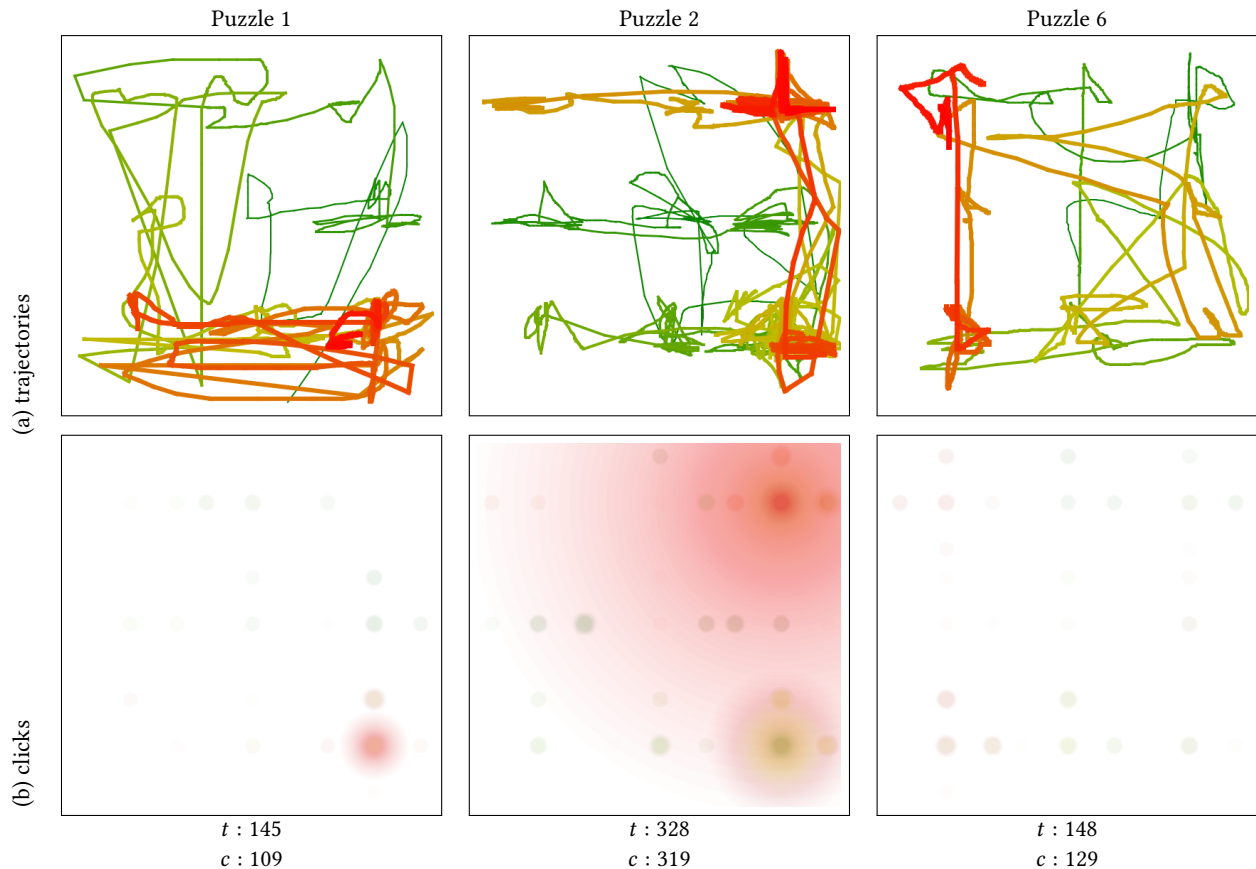 Puzzle 1
Puzzle 2
Puzzle 6
(a) trajectories
(b) clicks
t : 145
c : 109
t : 328
c : 319
t : 148
c : 129